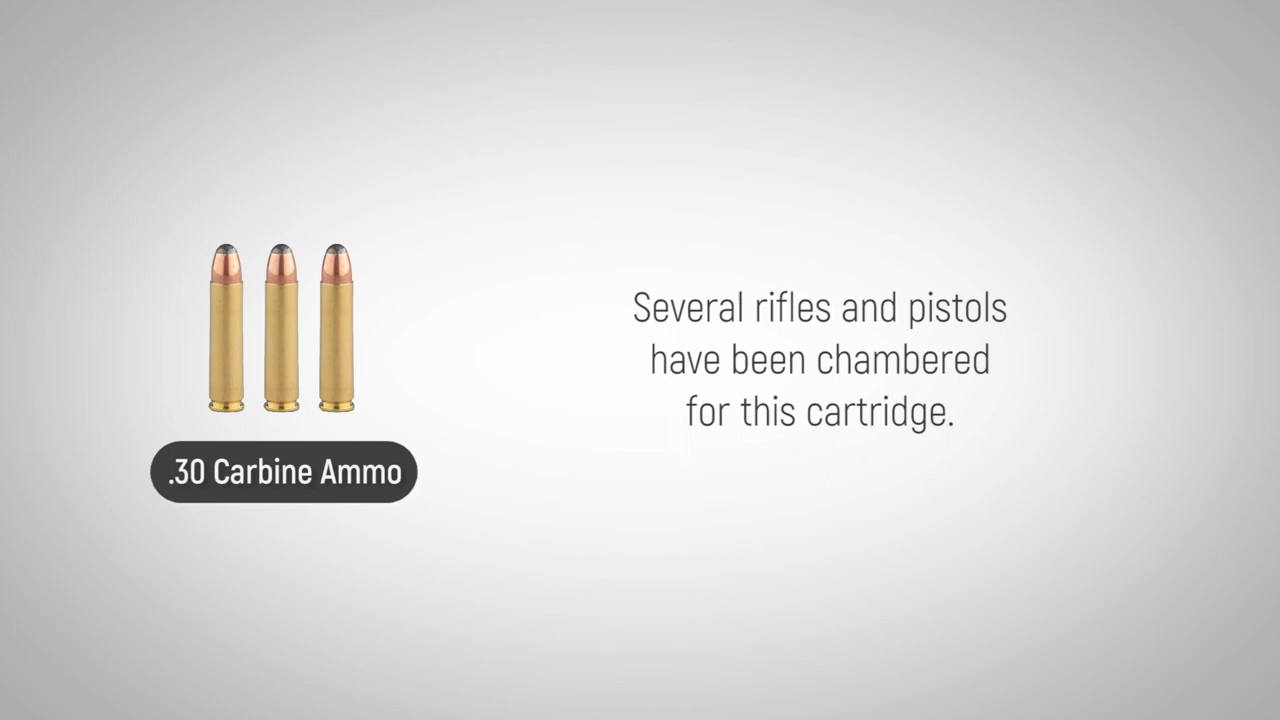 .30 Carbine Ammo
Several rifles and pistols
have been chambered
for this cartridge.